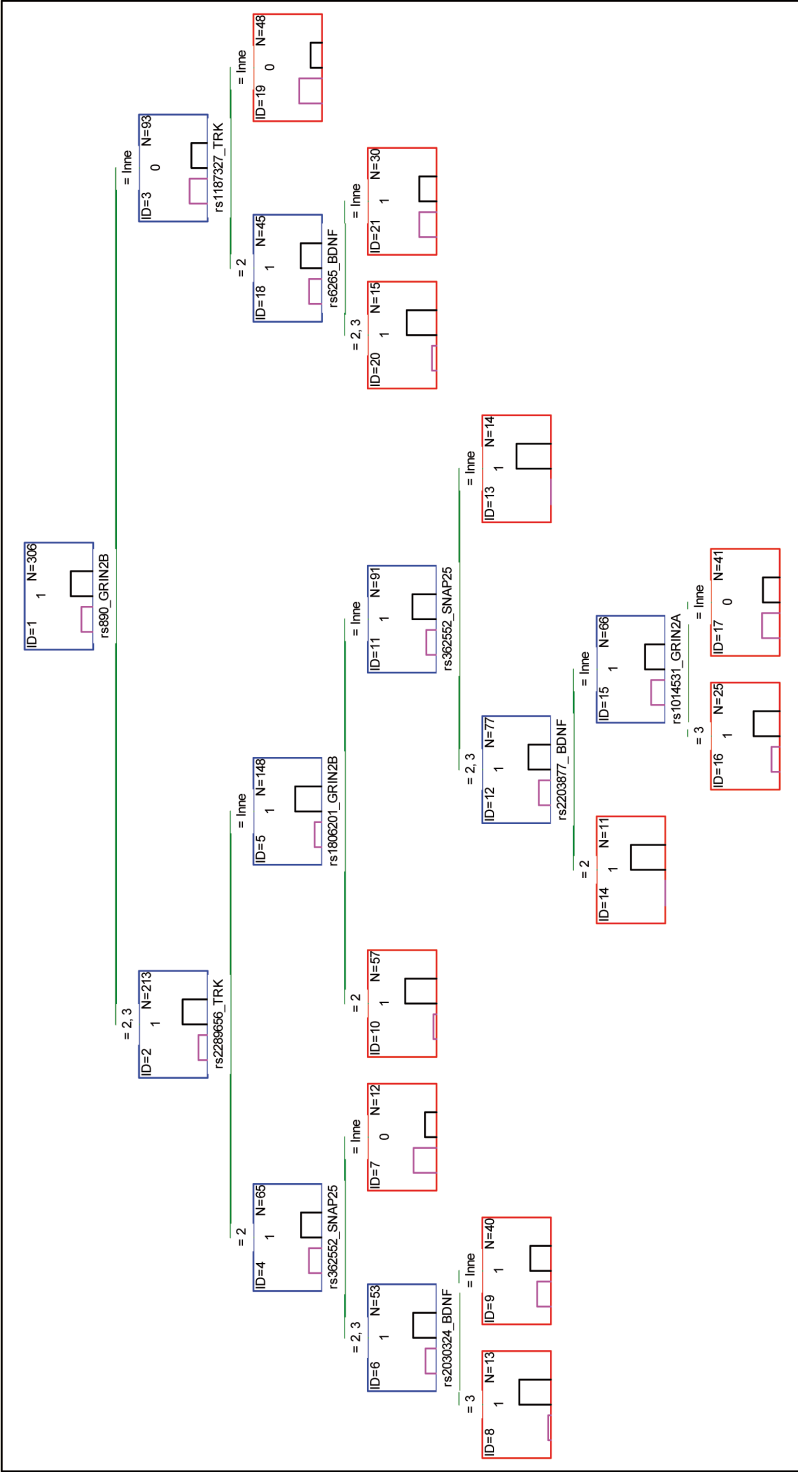 ID=1 N=306
1
rs890_GRIN2B
= 2, 3
= Inne
ID=2 N=213
1
rs2289656_TRK
ID=3 N=93
0
rs1187327_TRK
= 2
= Inne
= 2
= Inne
ID=4 N=65
1
rs362552_SNAP25
ID=5 N=148
1
rs1806201_GRIN2B
ID=18 N=45
1
rs6265_BDNF
ID=19 N=48
0
= 2, 3
= Inne
= 2
= Inne
= 2, 3
= Inne
ID=6 N=53
1
rs2030324_BDNF
ID=7 N=12
0
ID=10 N=57
1
ID=11 N=91
1
rs362552_SNAP25
ID=20 N=15
1
ID=21 N=30
1
= 3
= Inne
= 2, 3
= Inne
ID=8 N=13
1
ID=9 N=40
1
ID=12 N=77
1
rs2203877_BDNF
ID=13 N=14
1
= 2
= Inne
ID=14 N=11
1
ID=15 N=66
1
rs1014531_GRIN2A
= 3
= Inne
ID=16 N=25
1
ID=17 N=41
0